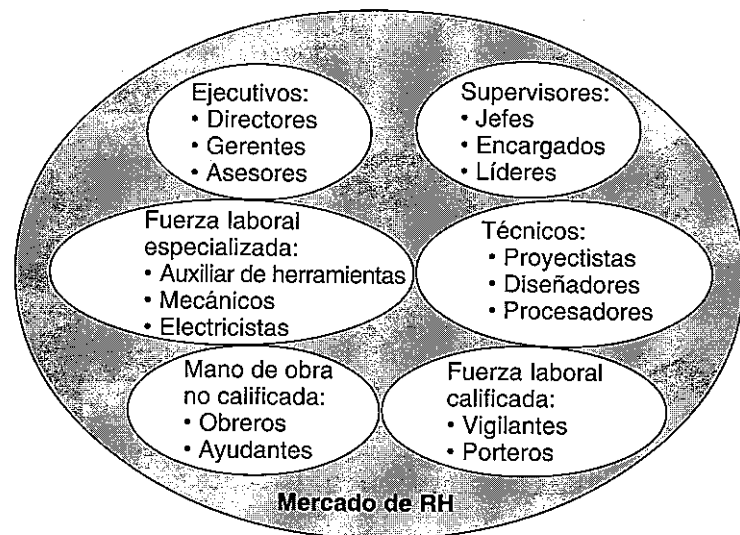 Ejecutivos:
• Directores
• Gerentes
• Asesores
Supervisores:
• Jefes
• Encargados
• Líderes
Fuerza laboral
especializada:
• Auxiliar de herramientas
• Mecánicos
• Electricistas
Técnicos:
• Proyectistas
• Diseñadores
• Procesadores
Mano de obra
no calificada:
• Obreros
• Ayudantes
Fuerza laboral
calificada:
• Vigilantes
• Porteros
Mercado de RH